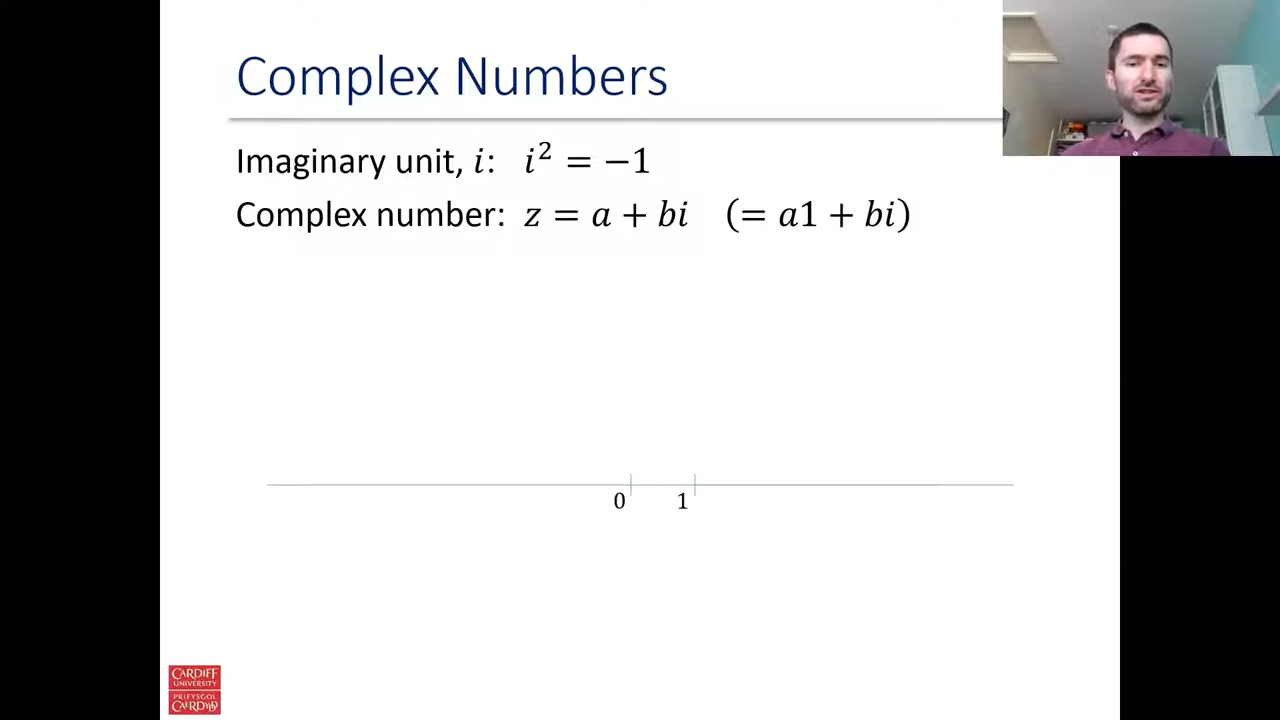 Complex Numbers
Imaginary unit, i: i² = −1
Complex number: z = a + bi (= a1 + bi)
0 1
CARDIFF
UNIVERSITY
PRIFYSGOL
CAERDYDD